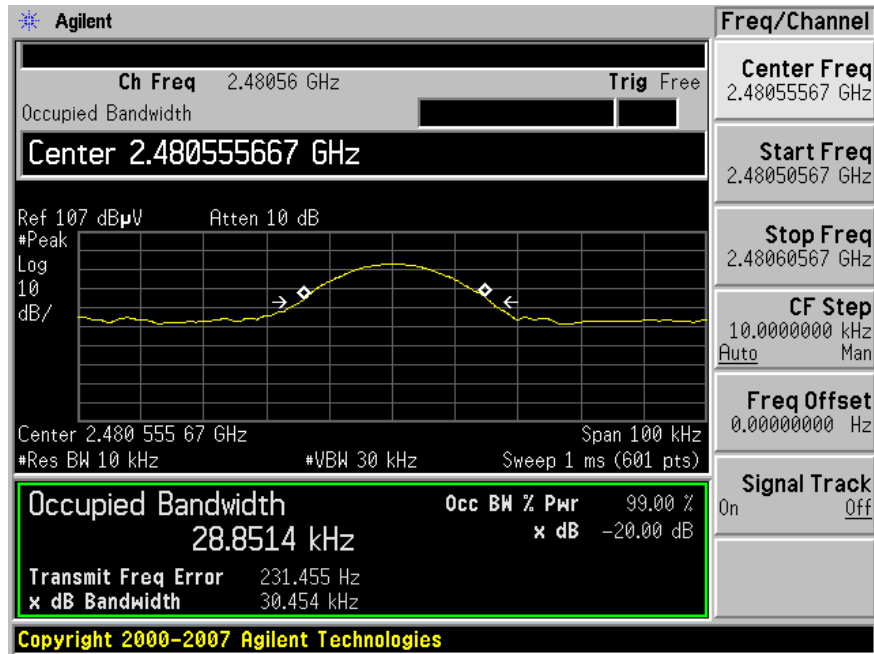 Agilent
Ch Freq 2.48056 GHz Trig Free
Occupied Bandwidth
Center 2.480555667 GHz
Ref 107 dBµV Atten 10 dB
#Peak
Log
10
dB/
Center 2.480 555 67 GHz Span 100 kHz
#Res BW 10 kHz #VBW 30 kHz Sweep 1 ms (601 pts)
Occupied Bandwidth
28.8514 kHz
Occ BW % Pwr 99.00 %
x dB -20.00 dB
Transmit Freq Error 231.455 Hz
x dB Bandwidth 30.454 kHz
Copyright 2000-2007 Agilent Technologies
Freq/Channel
Center Freq
2.48055567 GHz
Start Freq
2.48050567 GHz
Stop Freq
2.48060567 GHz
CF Step
10.0000000 kHz
Auto Man
Freq Offset
0.00000000 Hz
Signal Track
On Off